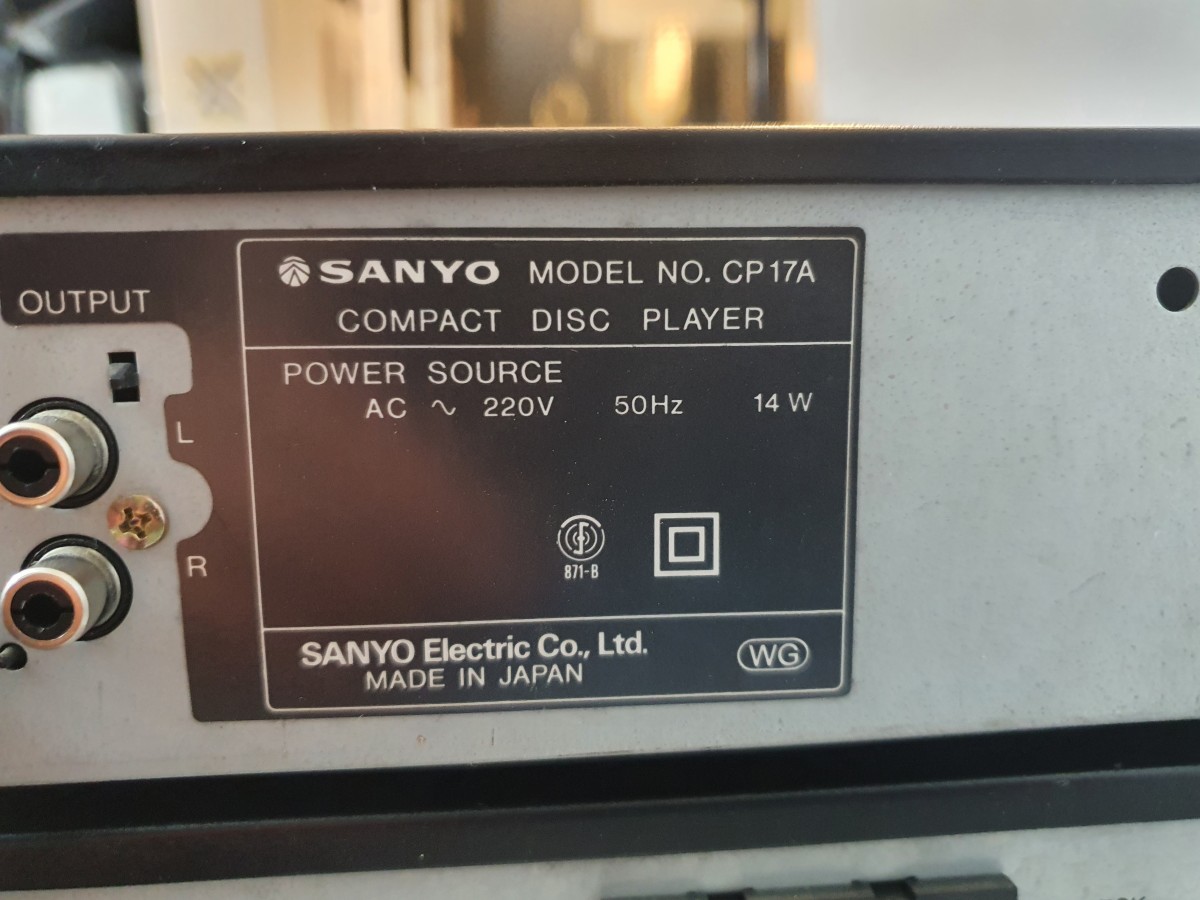 OUTPUT
L
R
SANYO MODEL NO. CP17A
COMPACT DISC PLAYER
POWER SOURCE
AC ~ 220V 50Hz 14 W
871-B
SANYO Electric Co., Ltd.
MADE IN JAPAN
WG